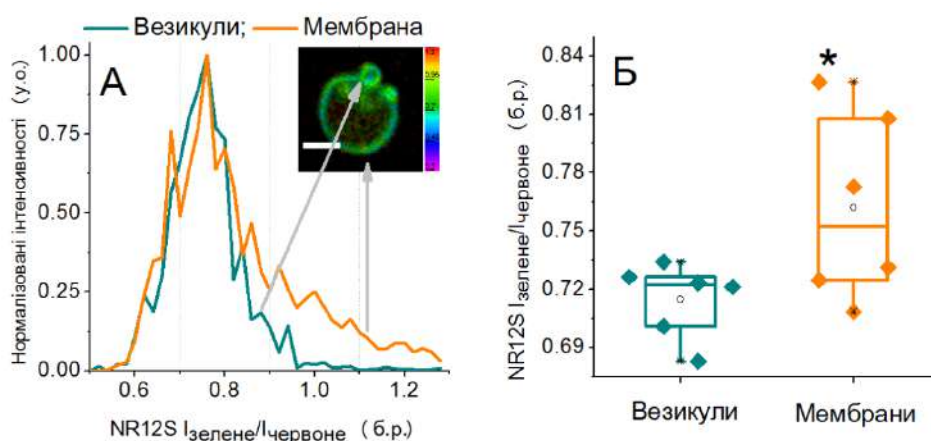 Везикули; Мембрана
А
1.00
0.75
0.50
0.25
0.00
Нормалізовані інтенсивності (у.о.)
0.6 0.8 1.0 1.2
NR12S Iзелене/Iчервоне (б.р.)
Б
*
0.84
0.81
0.78
0.75
0.72
0.69
NR12S Iзелене/Iчервоне (б.р.)
Везикули Мембрани